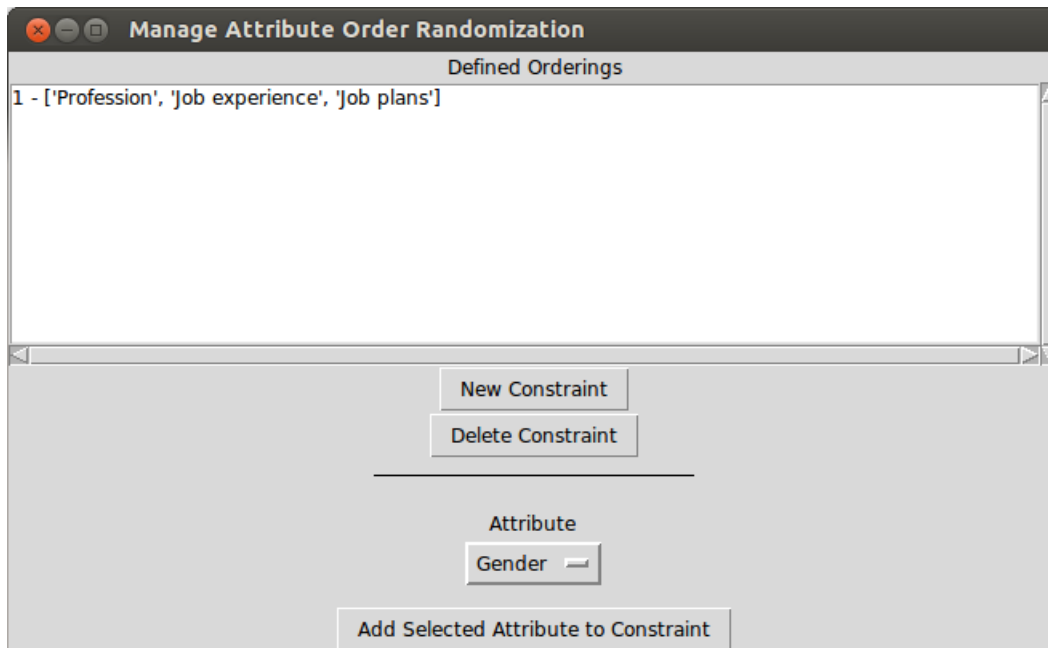 Manage Attribute Order Randomization
Defined Orderings
1 - ['Profession', 'Job experience', 'Job plans']
New Constraint
Delete Constraint
Attribute
Gender
Add Selected Attribute to Constraint